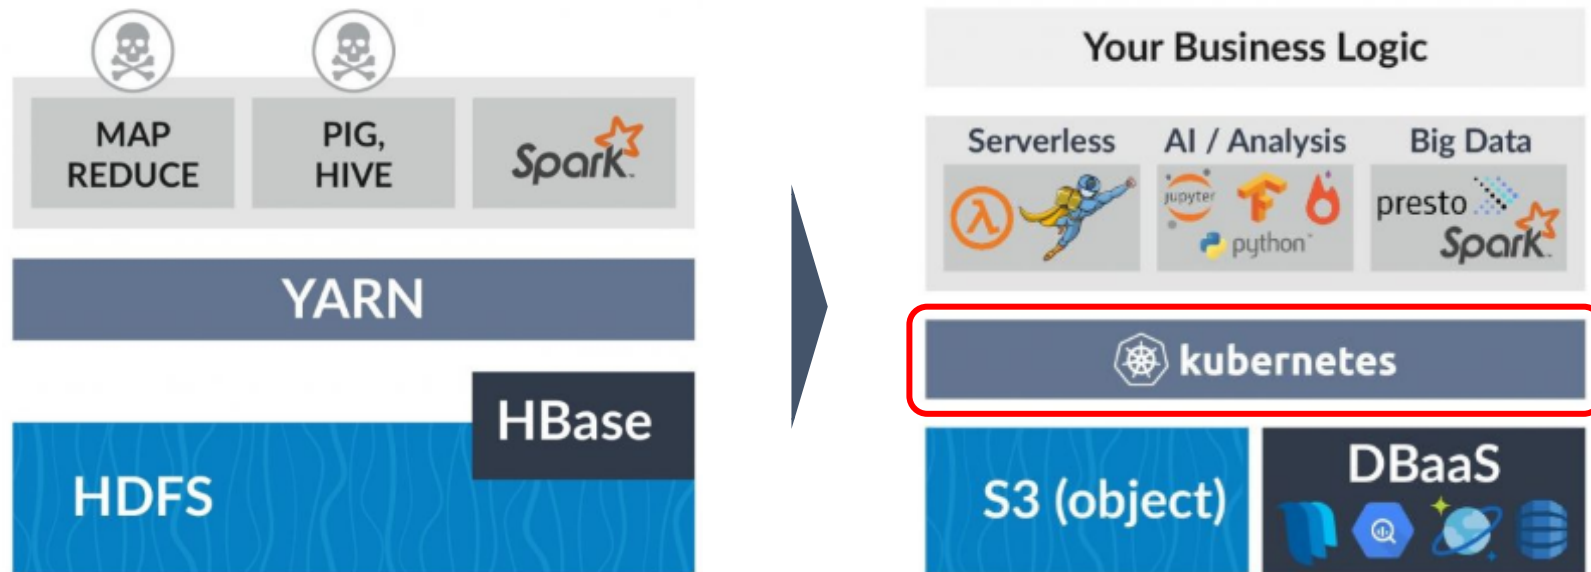 MAP
REDUCE
PIG,
HIVE
Spark
YARN
HBase
HDFS
Your Business Logic
Serverless
AI / Analysis
Big Data
λ
jupyter
python
presto
Spark
kubernetes
S3 (object)
DBaaS